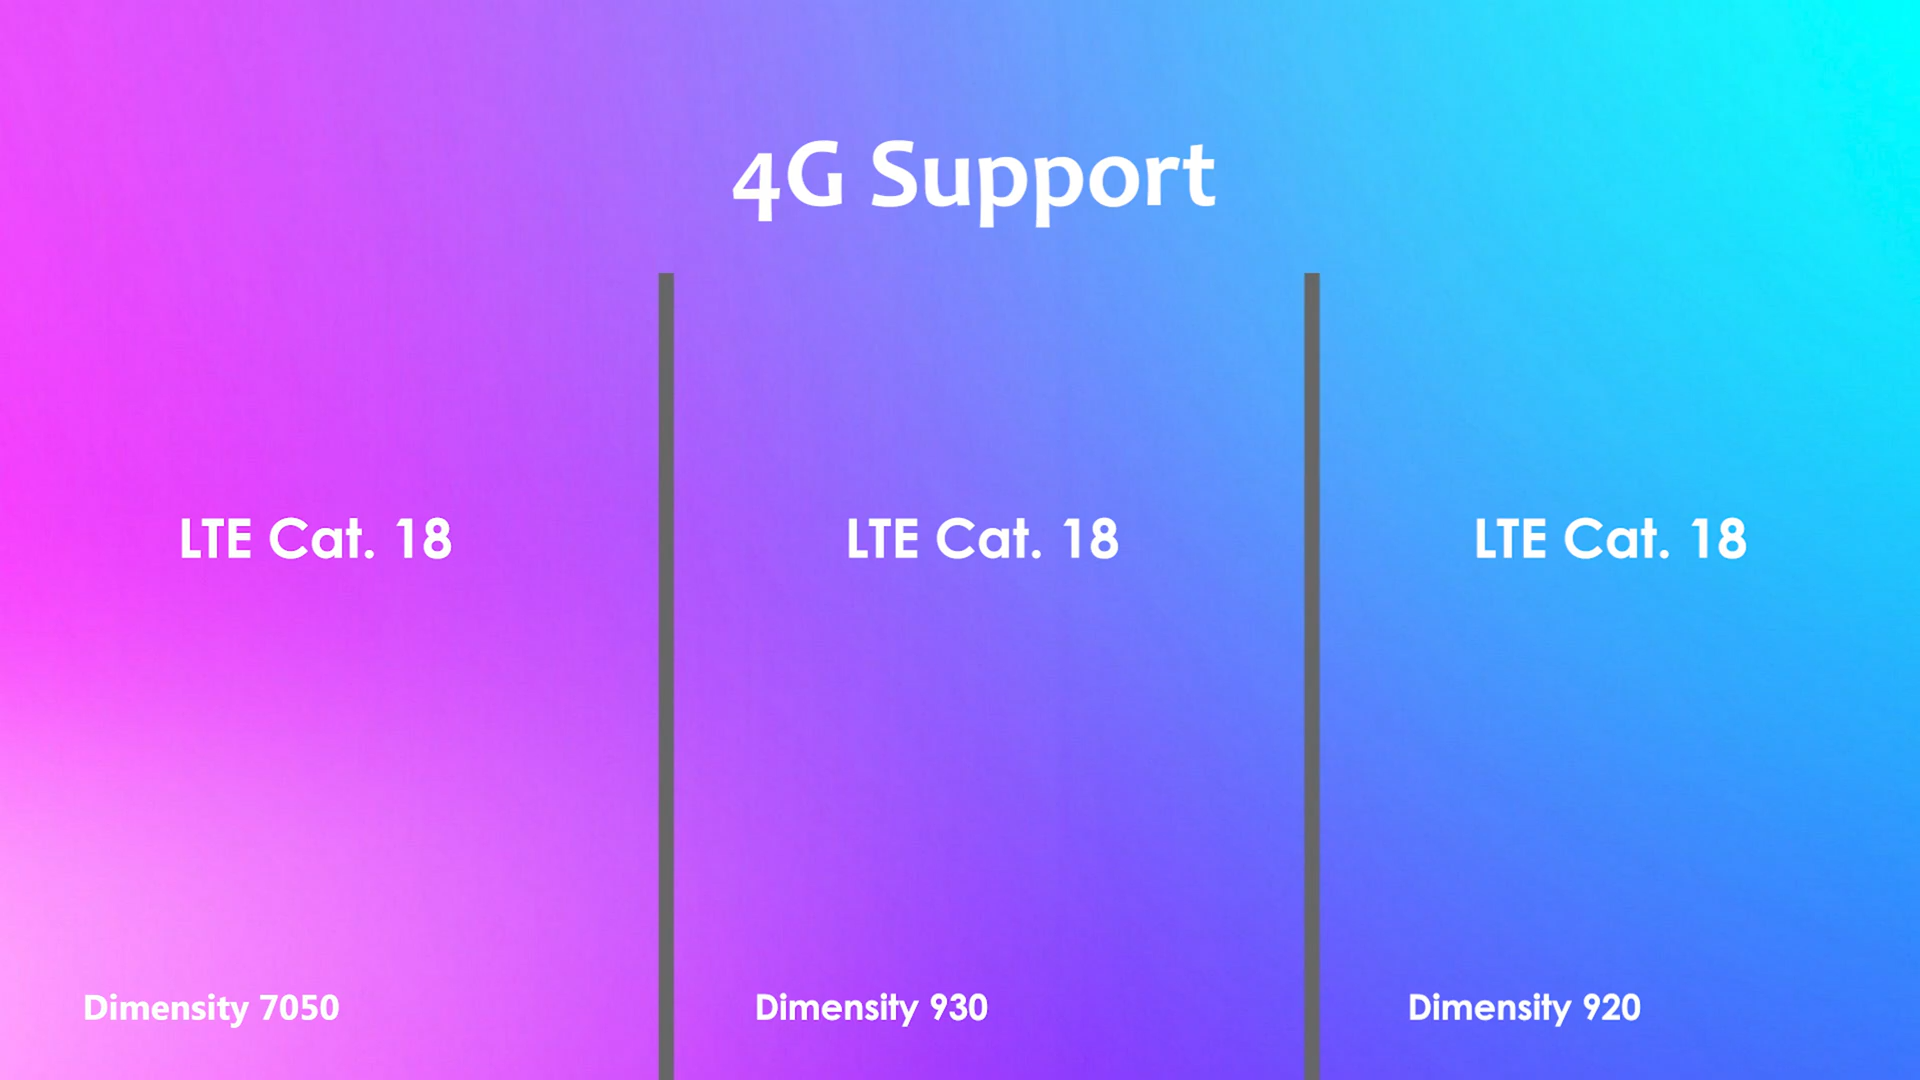 4G Support
LTE Cat. 18
LTE Cat. 18
LTE Cat. 18
Dimensity 7050
Dimensity 930
Dimensity 920